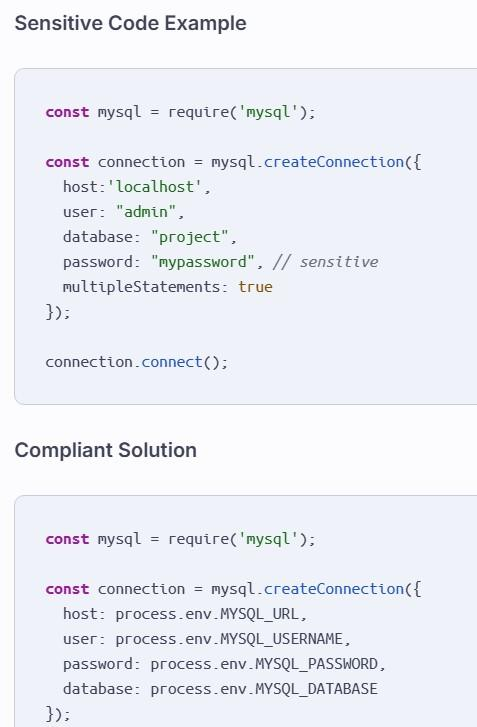 Sensitive Code Example
const mysql = require('mysql');
const connection = mysql.createConnection({
host:'localhost',
user: "admin",
database: "project",
password: "mypassword", // sensitive
multipleStatements: true
});
connection.connect();
Compliant Solution
const mysql = require('mysql');
const connection = mysql.createConnection({
host: process.env.MYSQL_URL,
user: process.env.MYSQL_USERNAME,
password: process.env.MYSQL_PASSWORD,
database: process.env.MYSQL_DATABASE
});